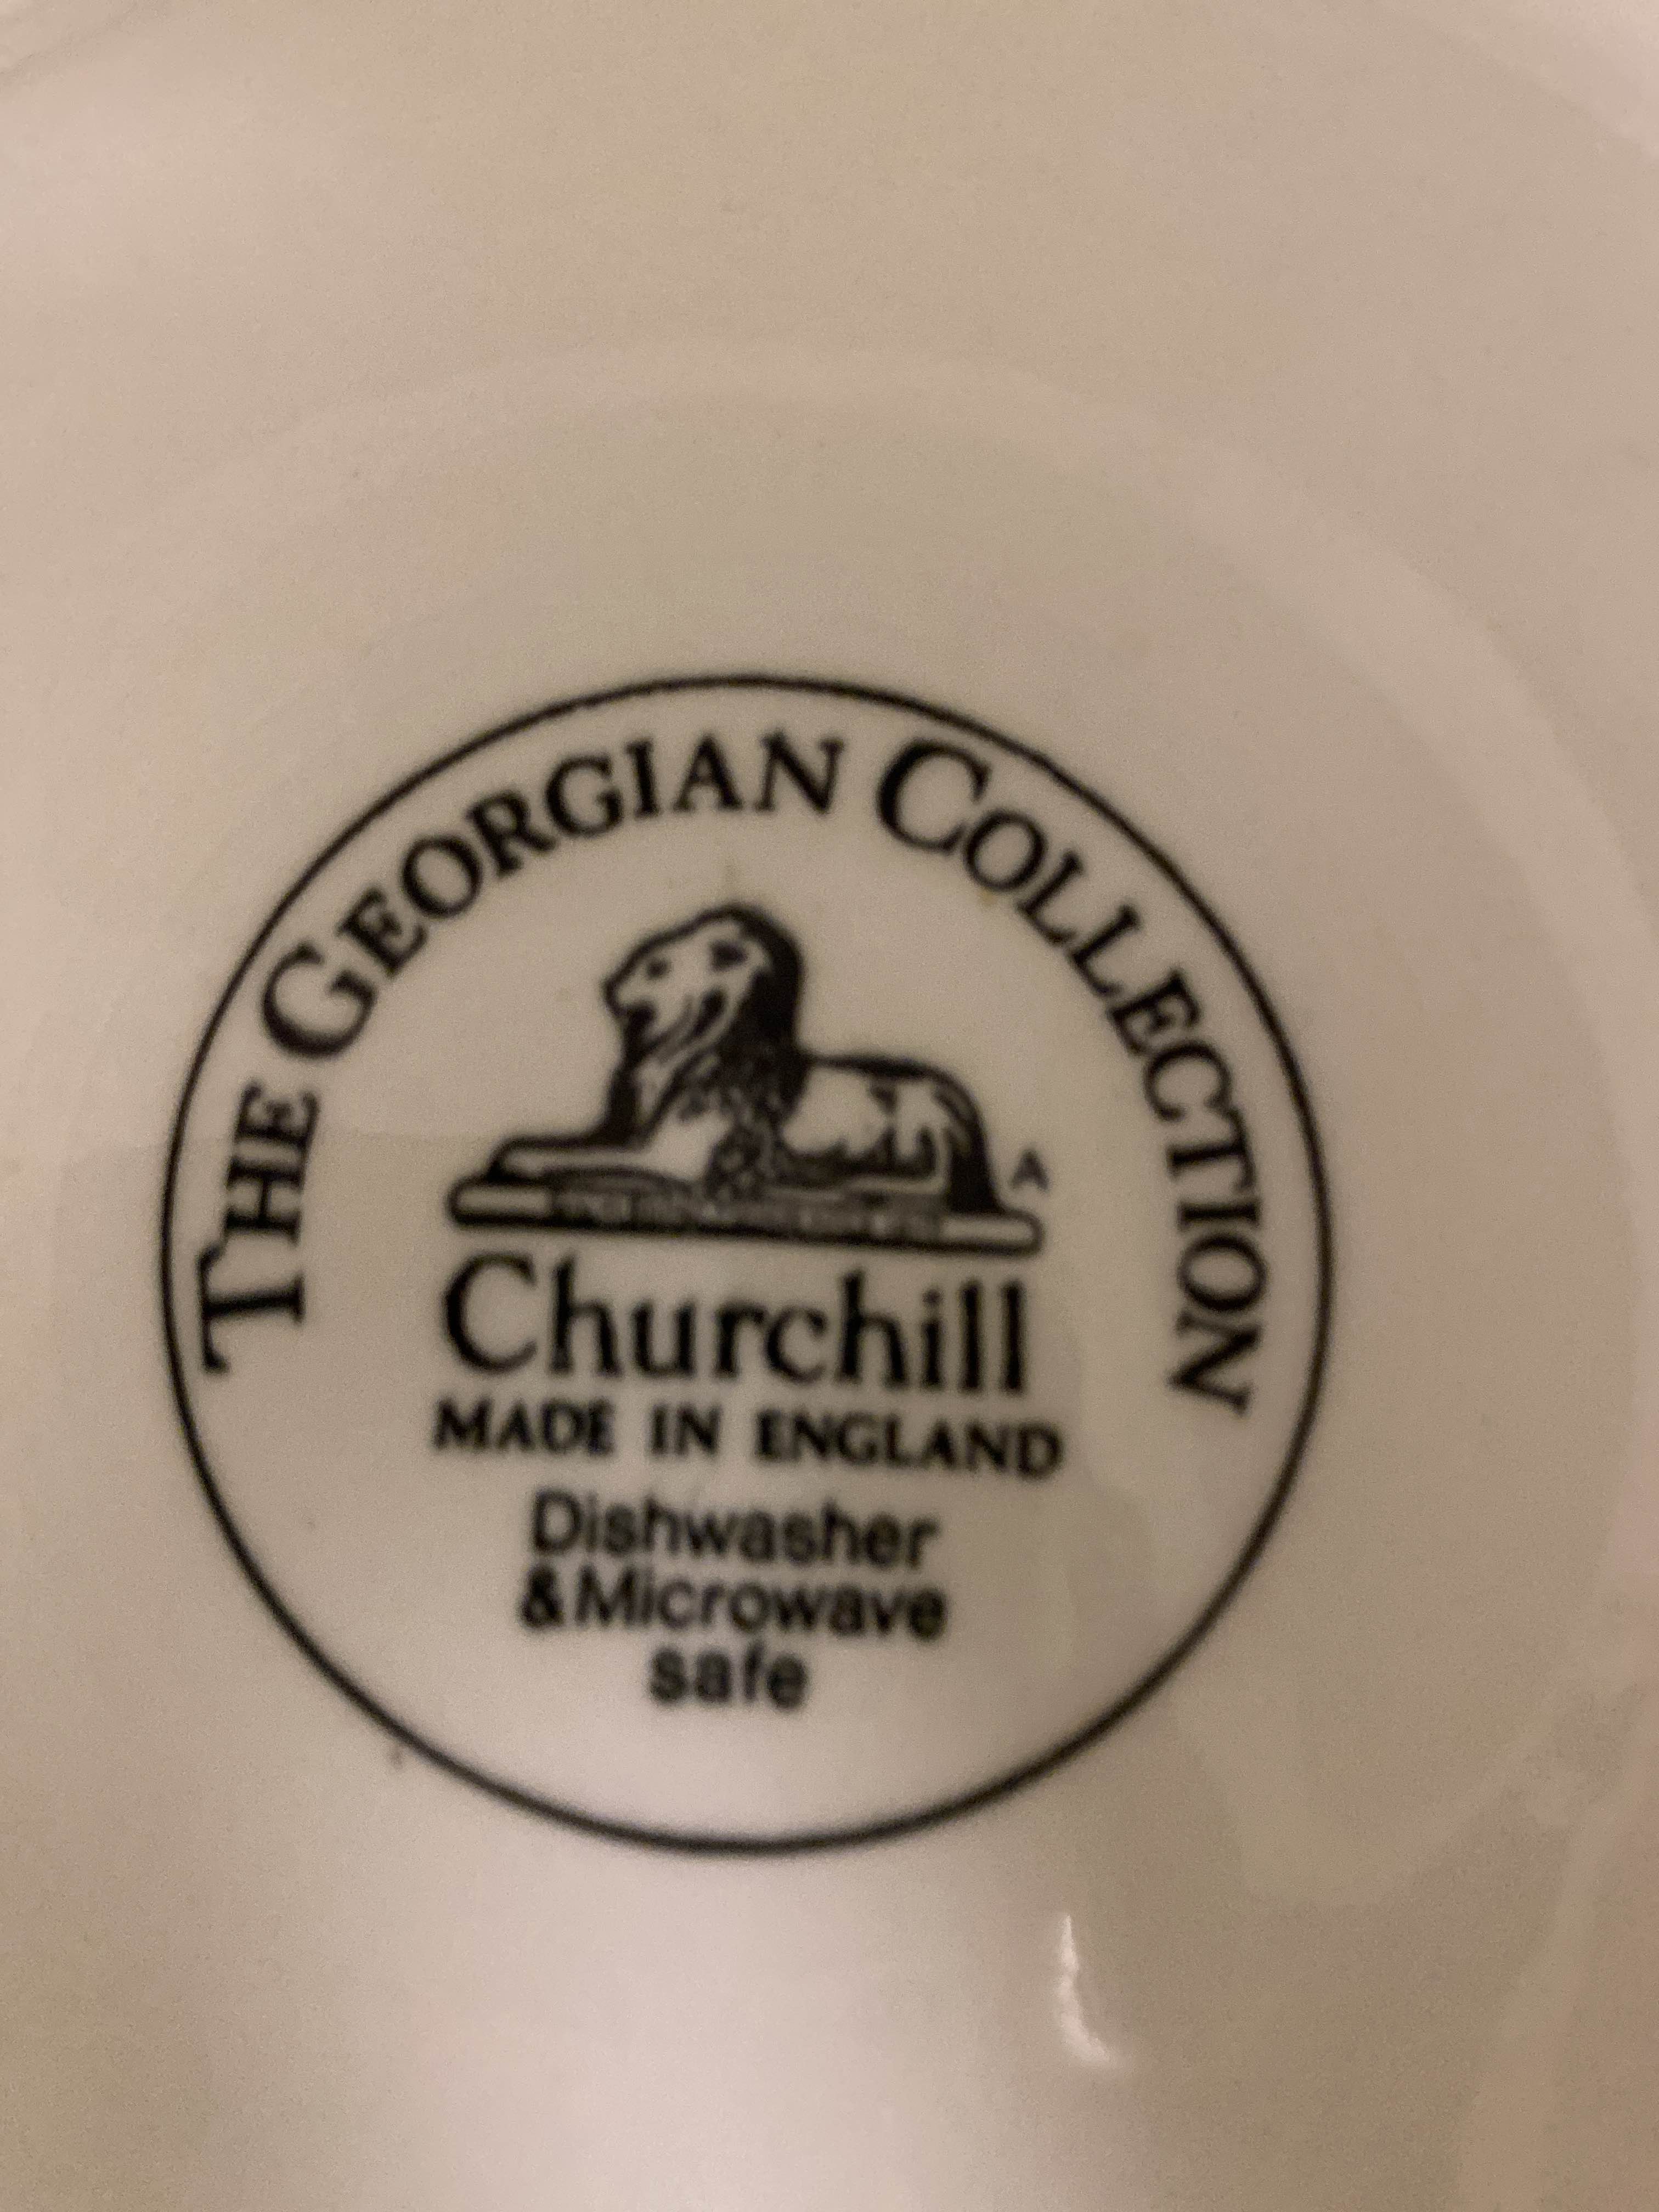 THE GEORGIAN COLLECTION
A
Churchill
MADE IN ENGLAND
Dishwasher
&Microwave
safe